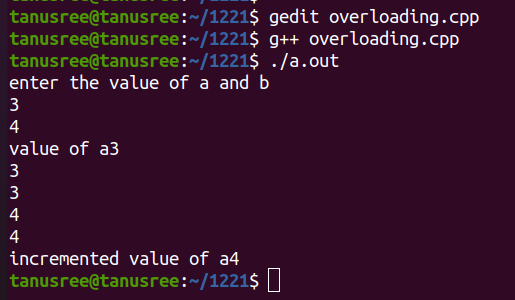 tanusree@tanusree:~/1221$ gedit overloading.cpp
tanusree@tanusree:~/1221$ g++ overloading.cpp
tanusree@tanusree:~/1221$ ./a.out
enter the value of a and b
3
4
value of a3
3
3
4
4
incremented value of a4
tanusree@tanusree:~/1221$